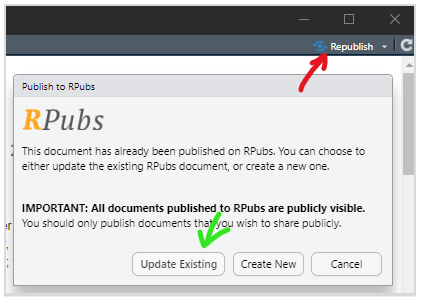 Republish
Publish to RPubs
RPubs
This document has already been published on RPubs. You can choose to
either update the existing RPubs document, or create a new one.
IMPORTANT: All documents published to RPubs are publicly visible.
You should only publish documents that you wish to share publicly.
Update Existing Create New Cancel